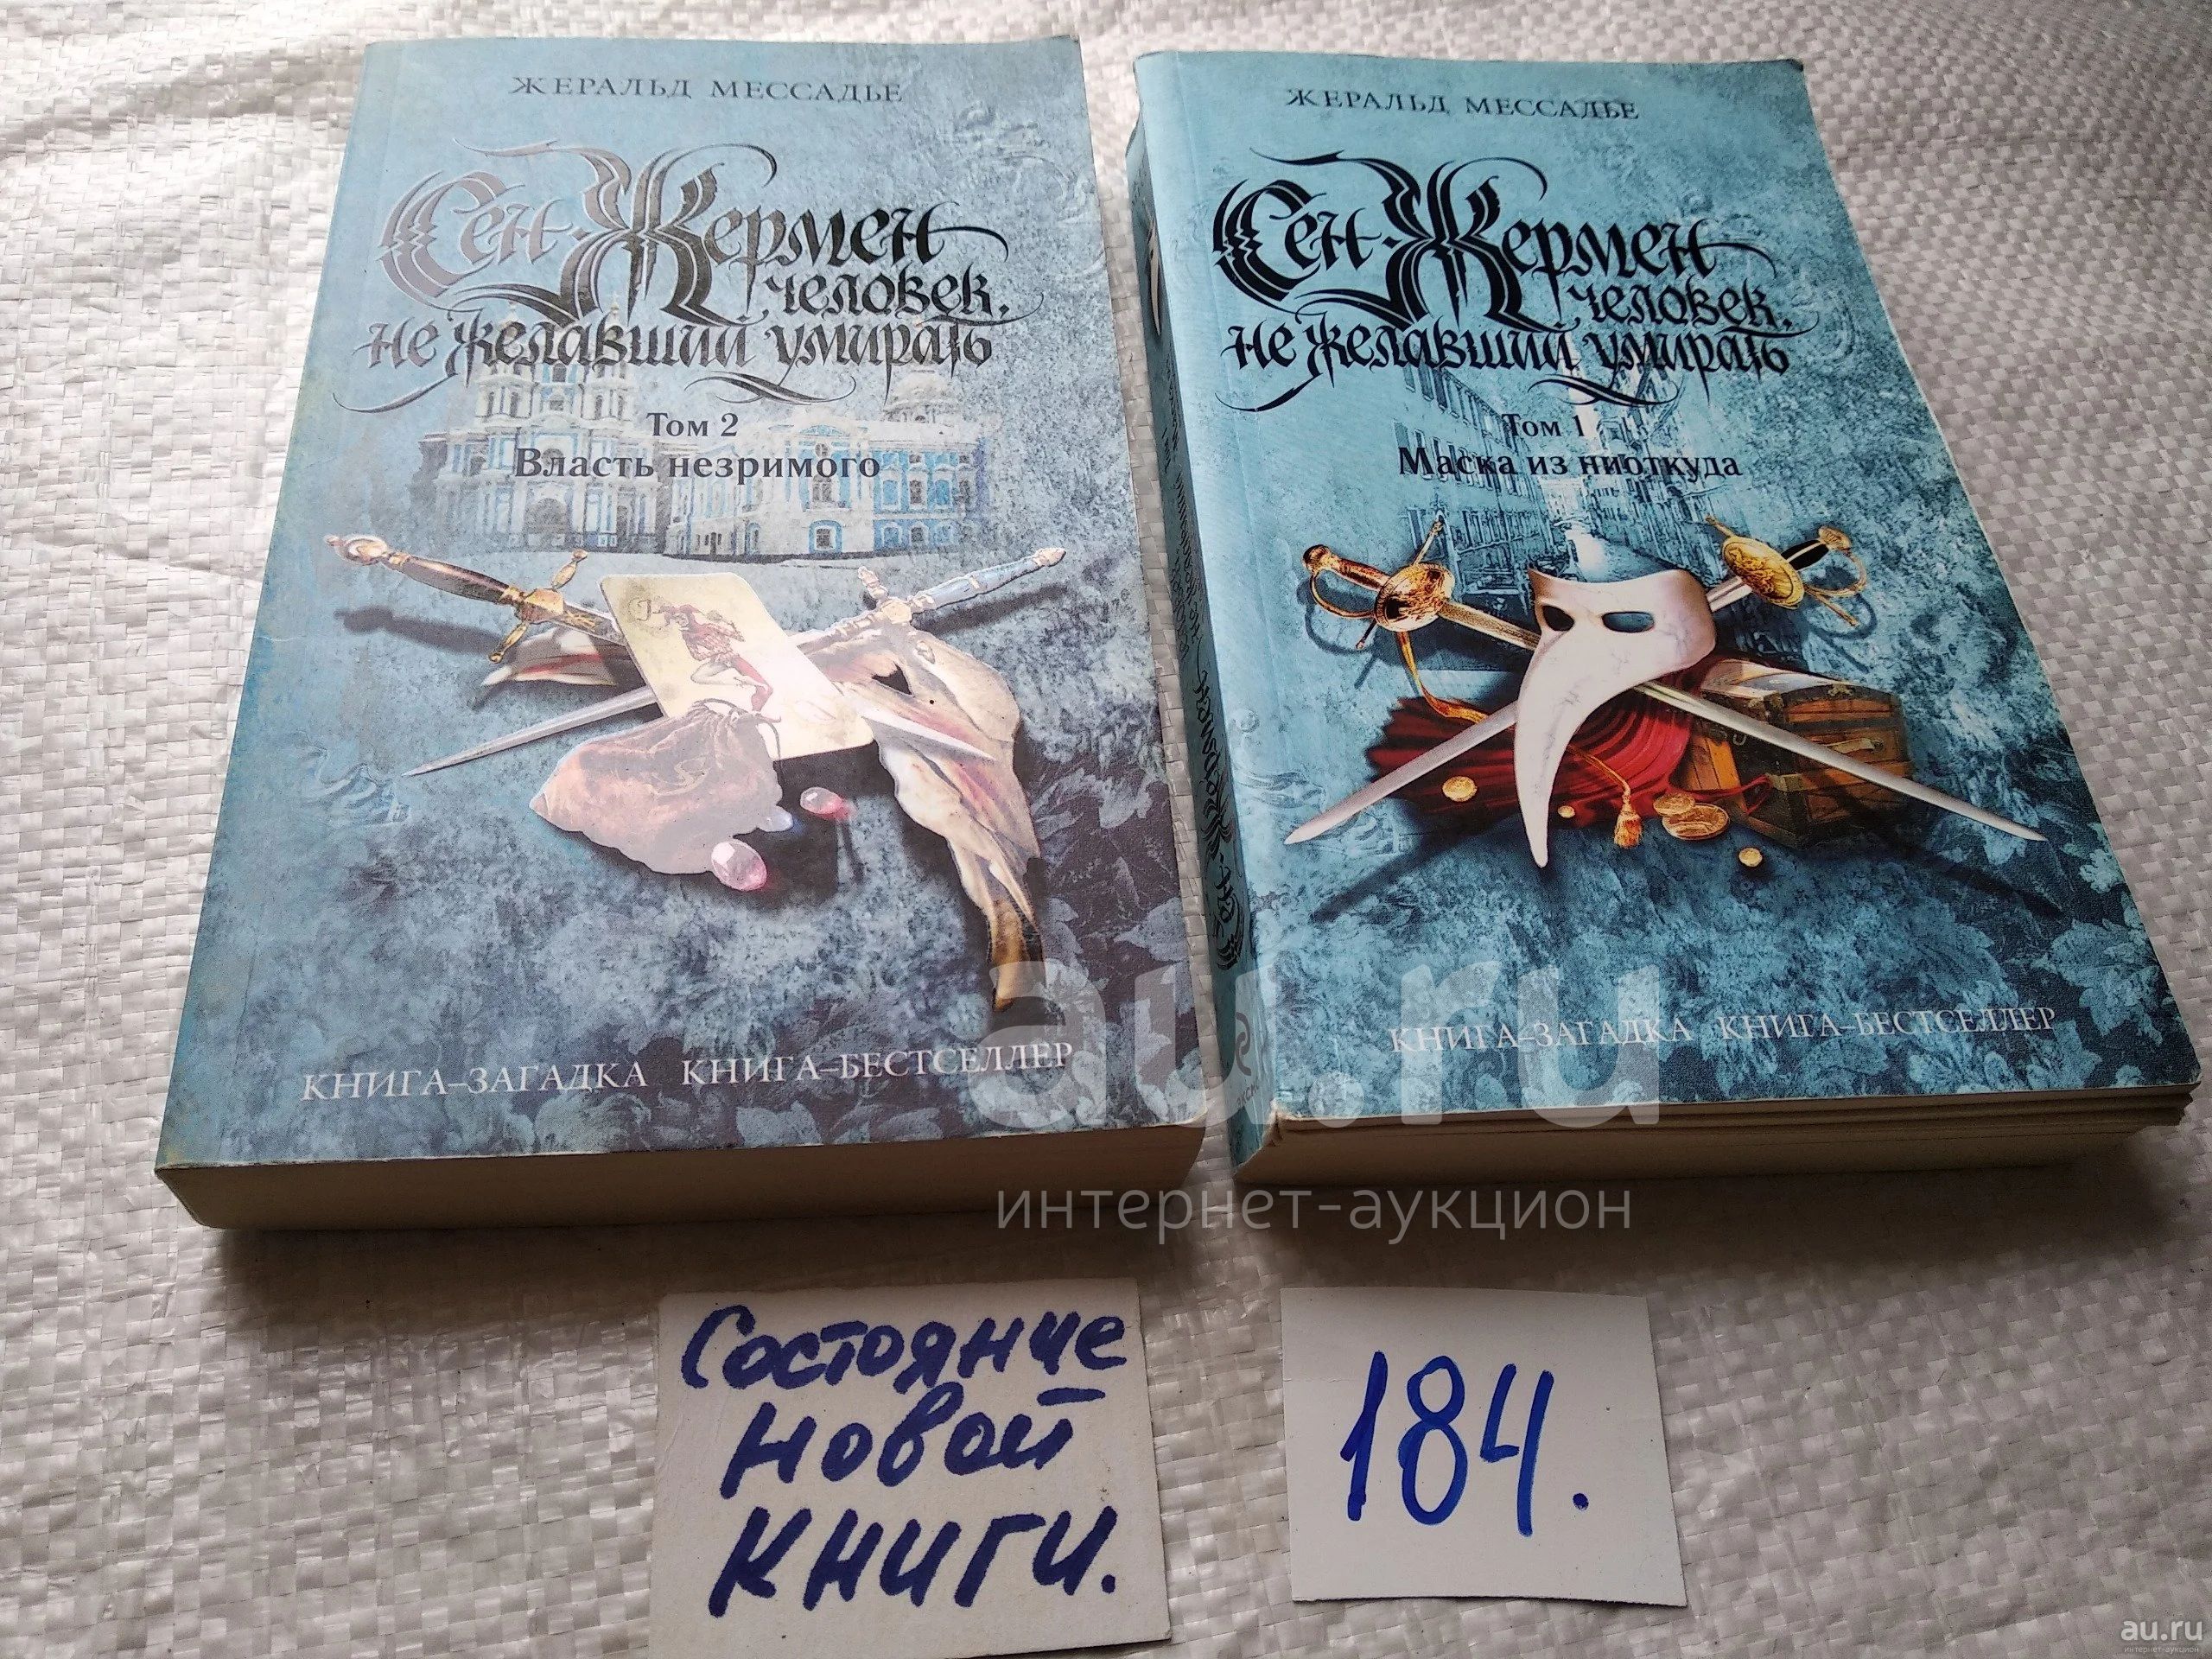 ЖЕРАЛЬД МЕССАДЬЕ
Сен-Жермен
человек,
не желавший умирать
Том 2
Власть незримого
КНИГА–ЗАГАДКА КНИГА–БЕСТСЕЛЛЕР
ЖЕРАЛЬД МЕССАДЬЕ
Сен-Жермен
человек,
не желавший умирать
Том 1
Маска из ниоткуда
КНИГА–ЗАГАДКА КНИГА–БЕСТСЕЛЛЕР
au.ru
интернет-аукцион
Состояние
новой
книги.
184.
au.ru
интернет-аукцион